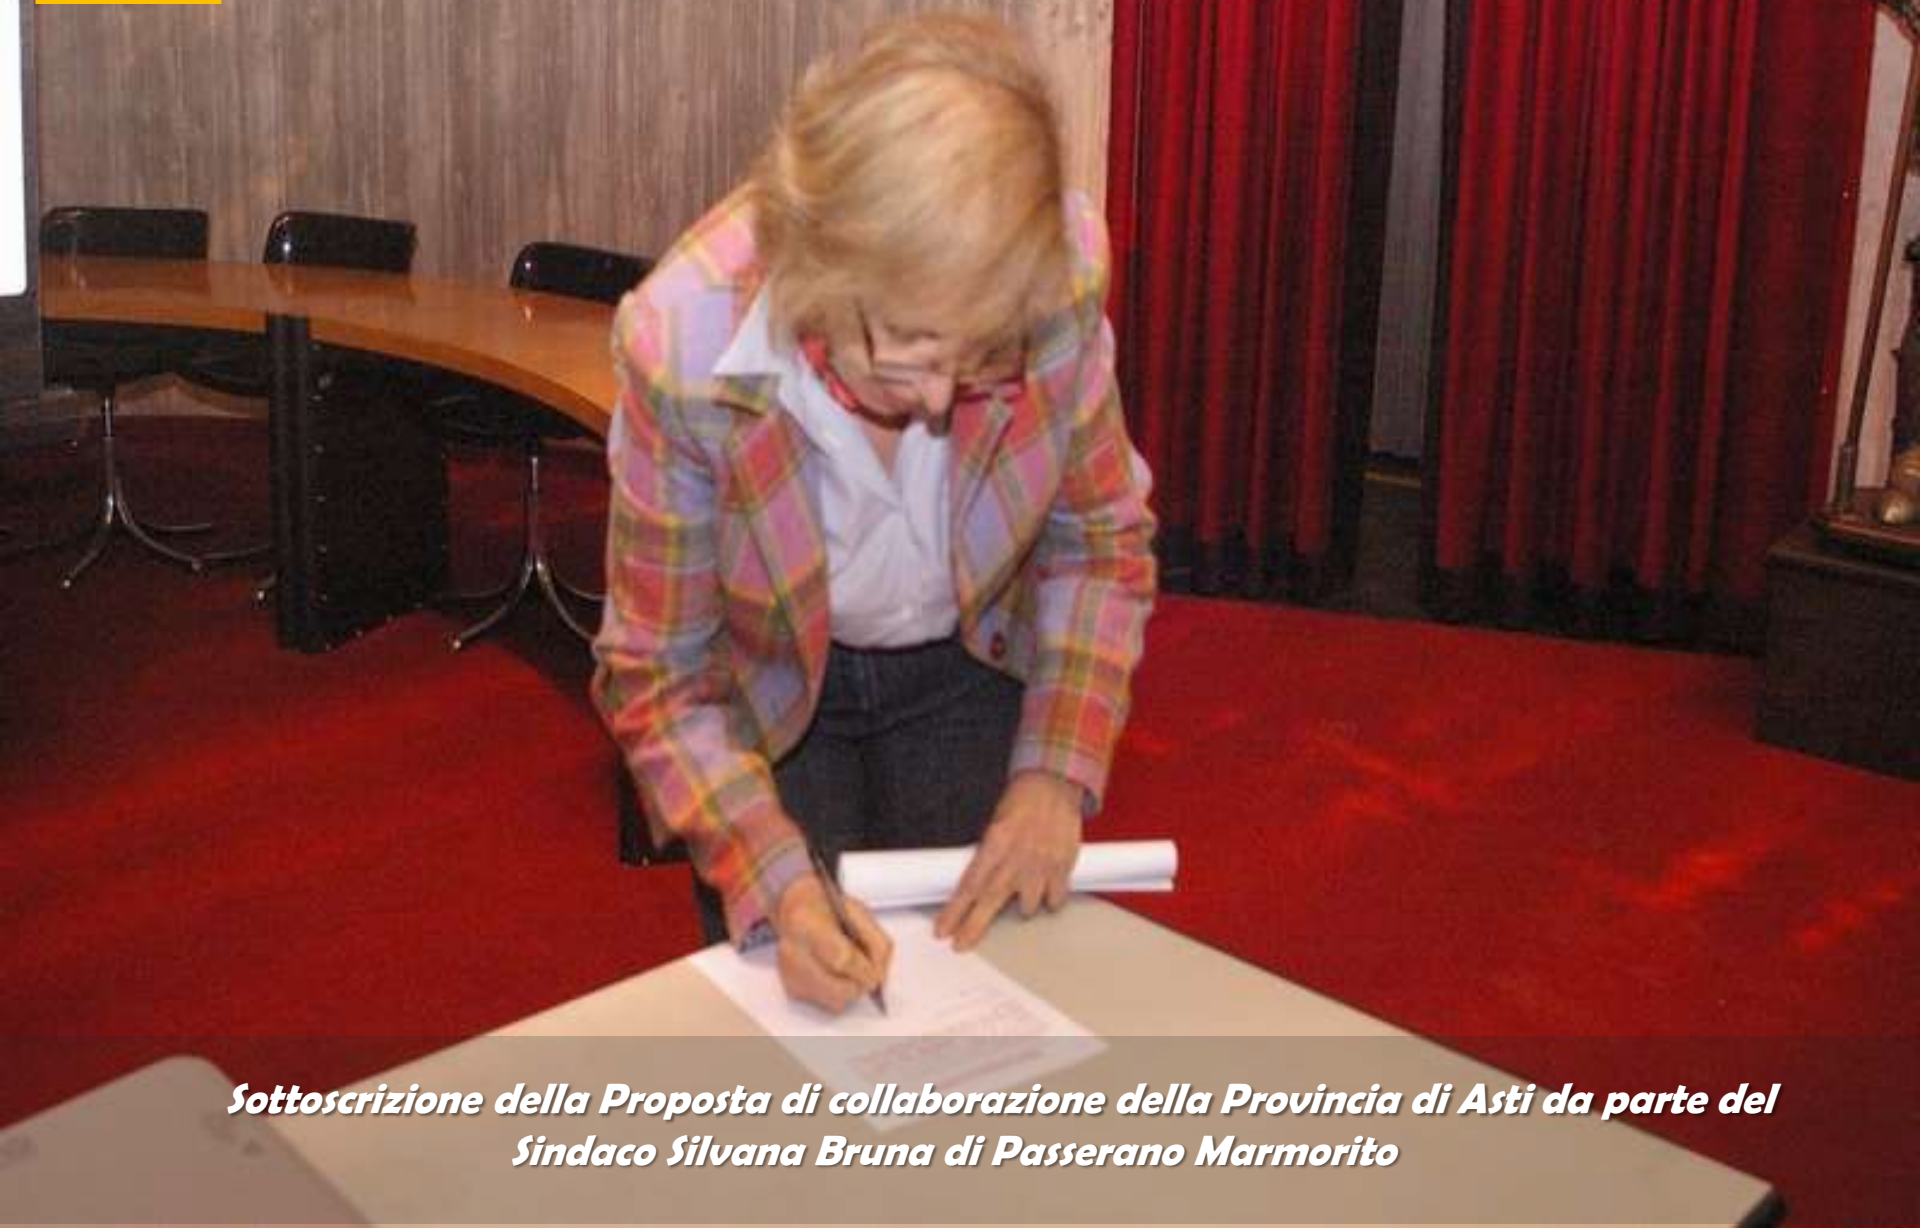 Sottoscrizione della Proposta di collaborazione della Provincia di Asti da parte del
Sindaco Silvana Bruna di Passerano Marmorito